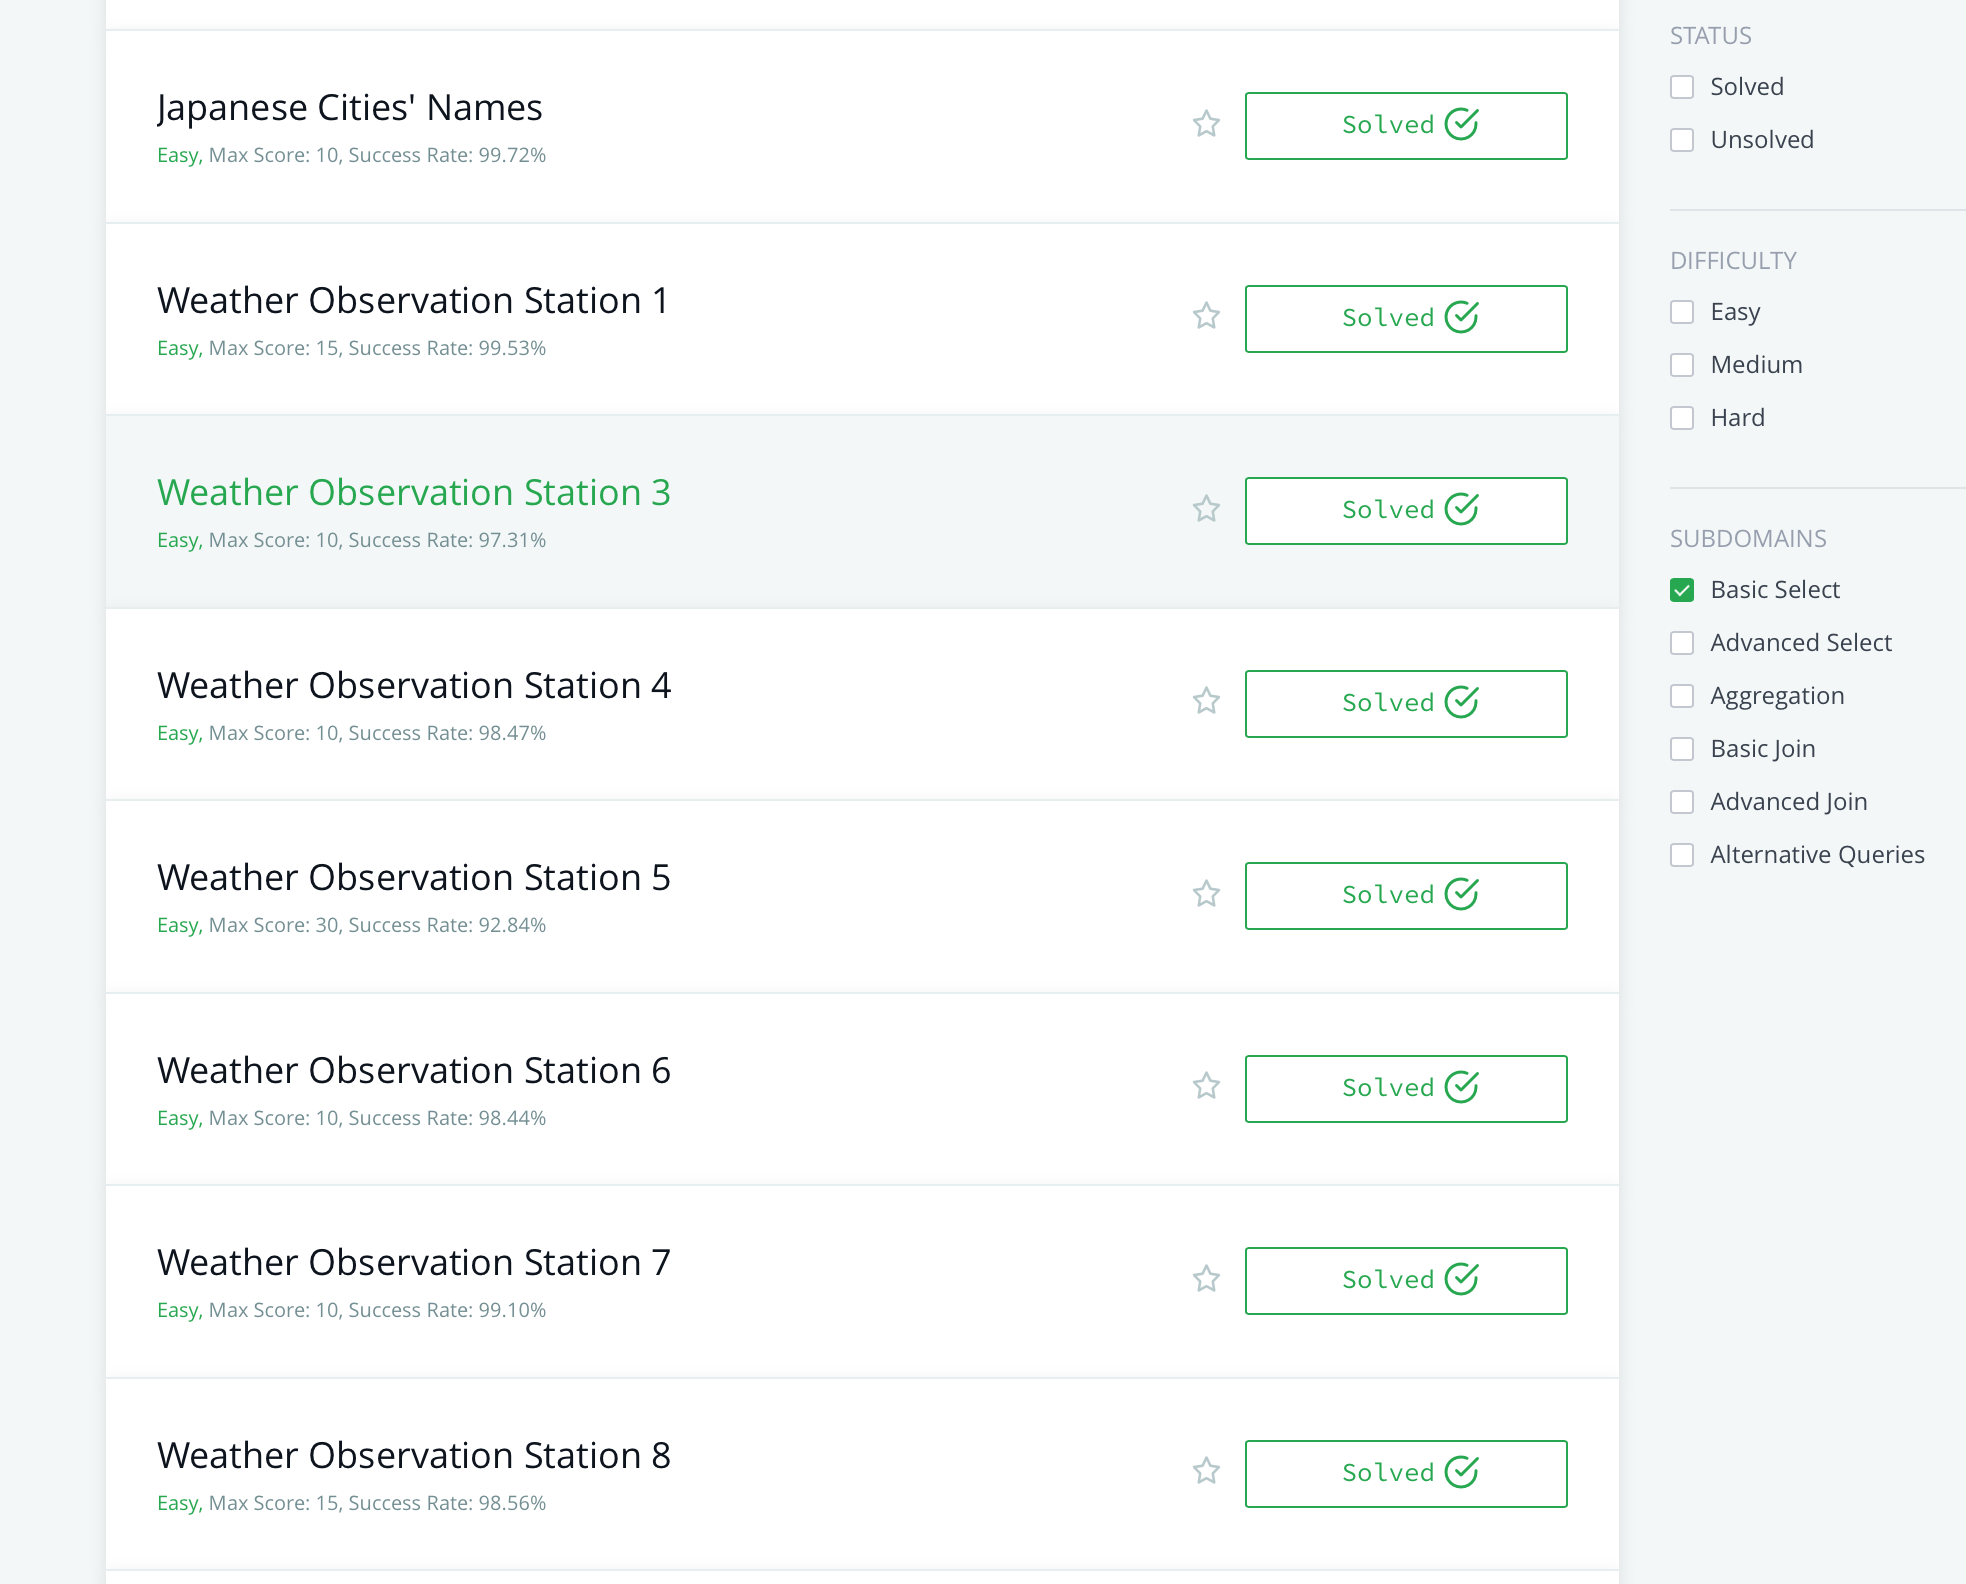 Japanese Cities' Names
Easy, Max Score: 10, Success Rate: 99.72%
Solved
Weather Observation Station 1
Easy, Max Score: 15, Success Rate: 99.53%
Solved
Weather Observation Station 3
Easy, Max Score: 10, Success Rate: 97.31%
Solved
Weather Observation Station 4
Easy, Max Score: 10, Success Rate: 98.47%
Solved
Weather Observation Station 5
Easy, Max Score: 30, Success Rate: 92.84%
Solved
Weather Observation Station 6
Easy, Max Score: 10, Success Rate: 98.44%
Solved
Weather Observation Station 7
Easy, Max Score: 10, Success Rate: 99.10%
Solved
Weather Observation Station 8
Easy, Max Score: 15, Success Rate: 98.56%
Solved
STATUS
Solved
Unsolved
DIFFICULTY
Easy
Medium
Hard
SUBDOMAINS
Basic Select
Advanced Select
Aggregation
Basic Join
Advanced Join
Alternative Queries